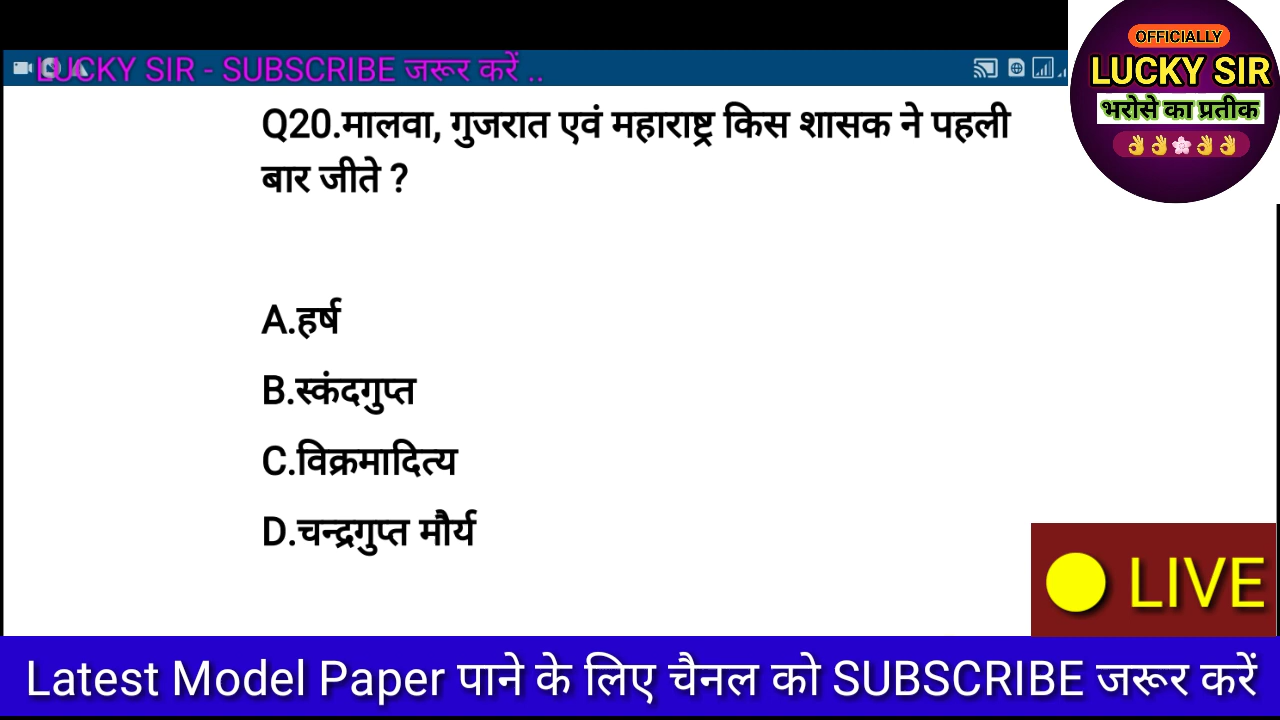 LUCKY SIR - SUBSCRIBE जरूर करें ..
OFFICIALLY
LUCKY SIR
भरोसे का प्रतीक
Q20.मालवा, गुजरात एवं महाराष्ट्र किस शासक ने पहली
बार जीते ?
A.हर्ष
B.स्कंदगुप्त
C.विक्रमादित्य
D.चन्द्रगुप्त मौर्य
LIVE
Latest Model Paper पाने के लिए चैनल को SUBSCRIBE जरूर करें